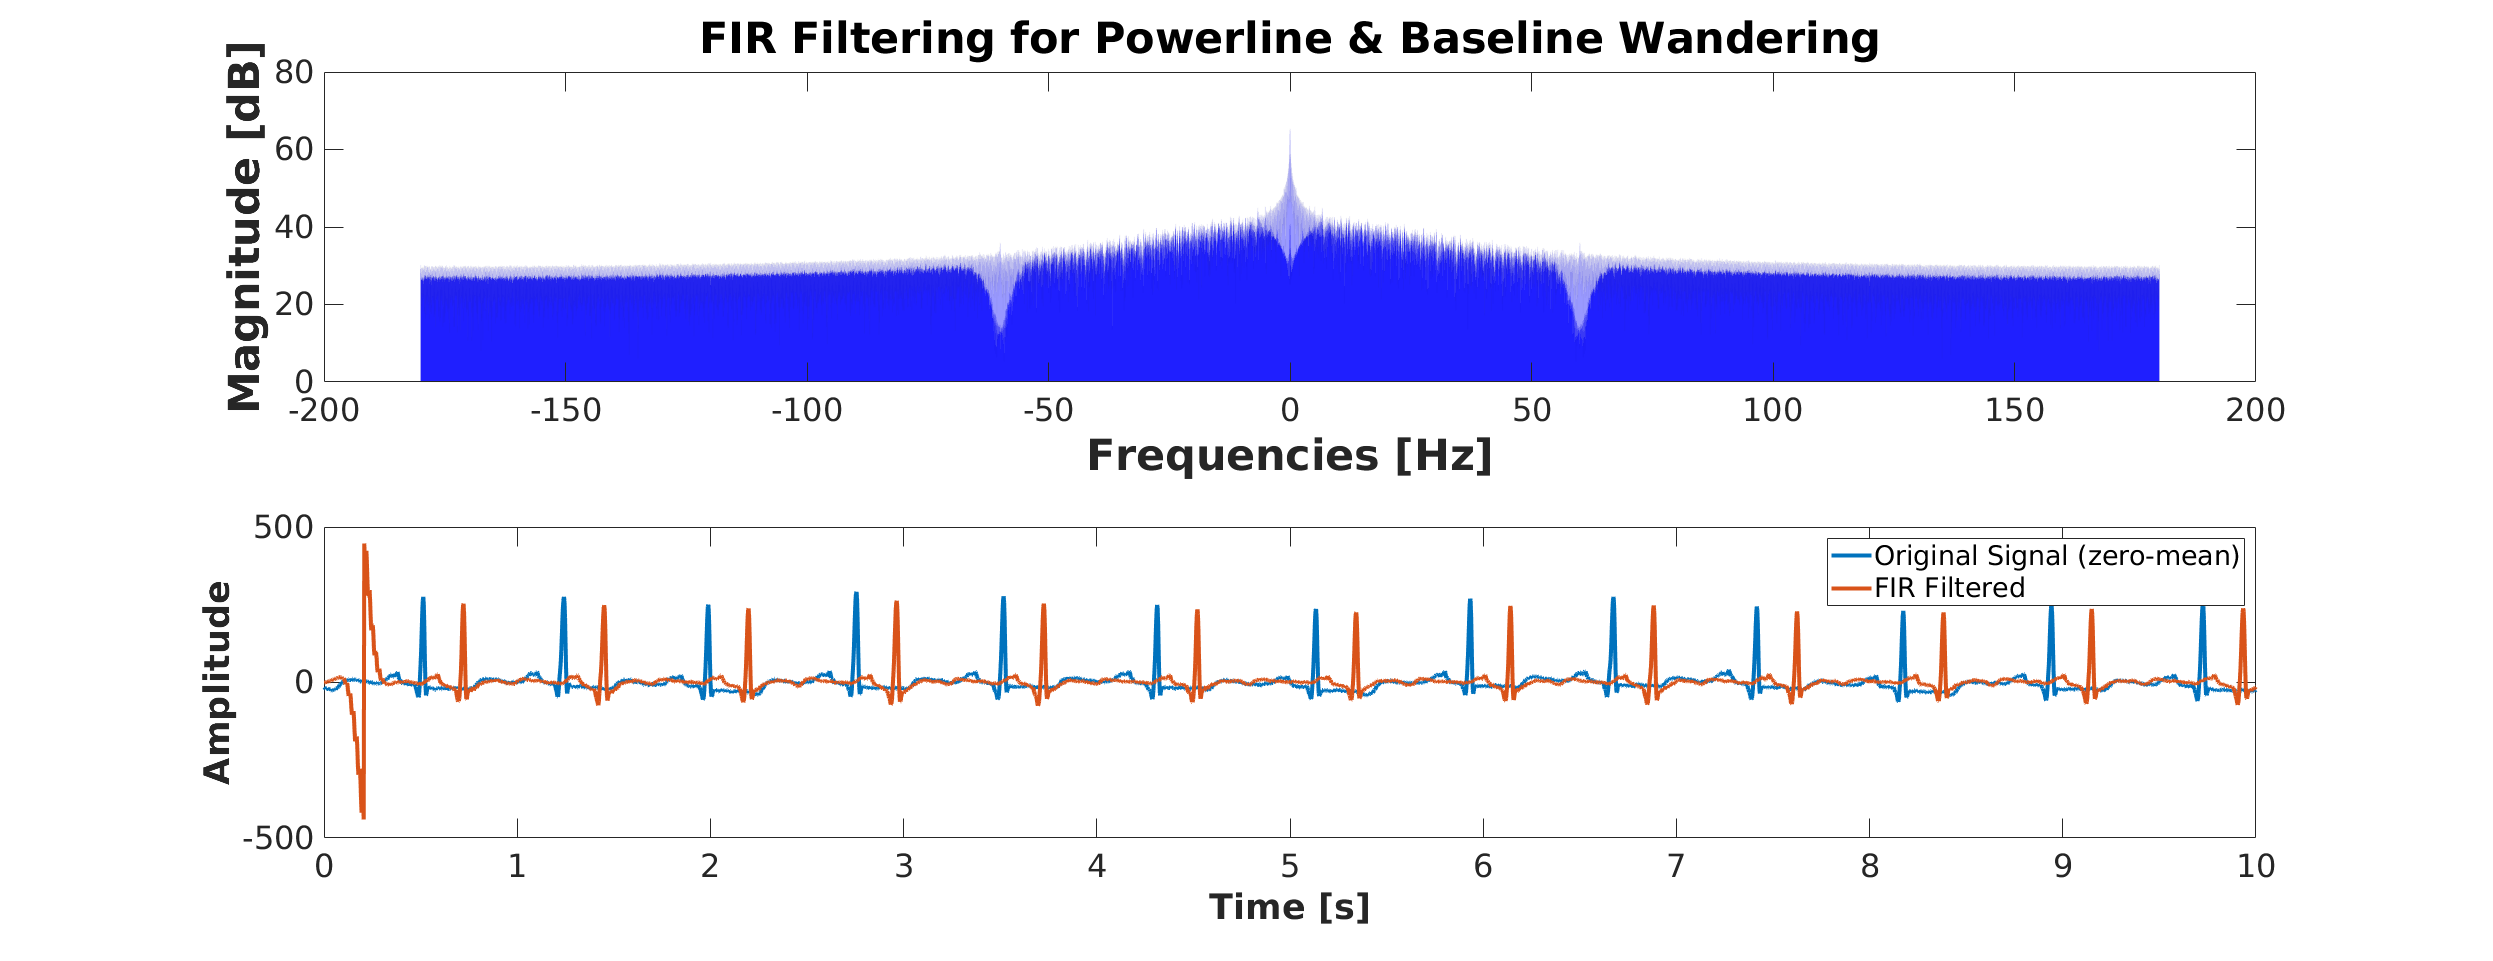 FIR Filtering for Powerline & Baseline Wandering
Magnitude [dB]
80
60
40
20
0
-200 -150 -100 -50 0 50 100 150 200
Frequencies [Hz]
Amplitude
500
0
-500
Original Signal (zero-mean)
FIR Filtered
0 1 2 3 4 5 6 7 8 9 10
Time [s]